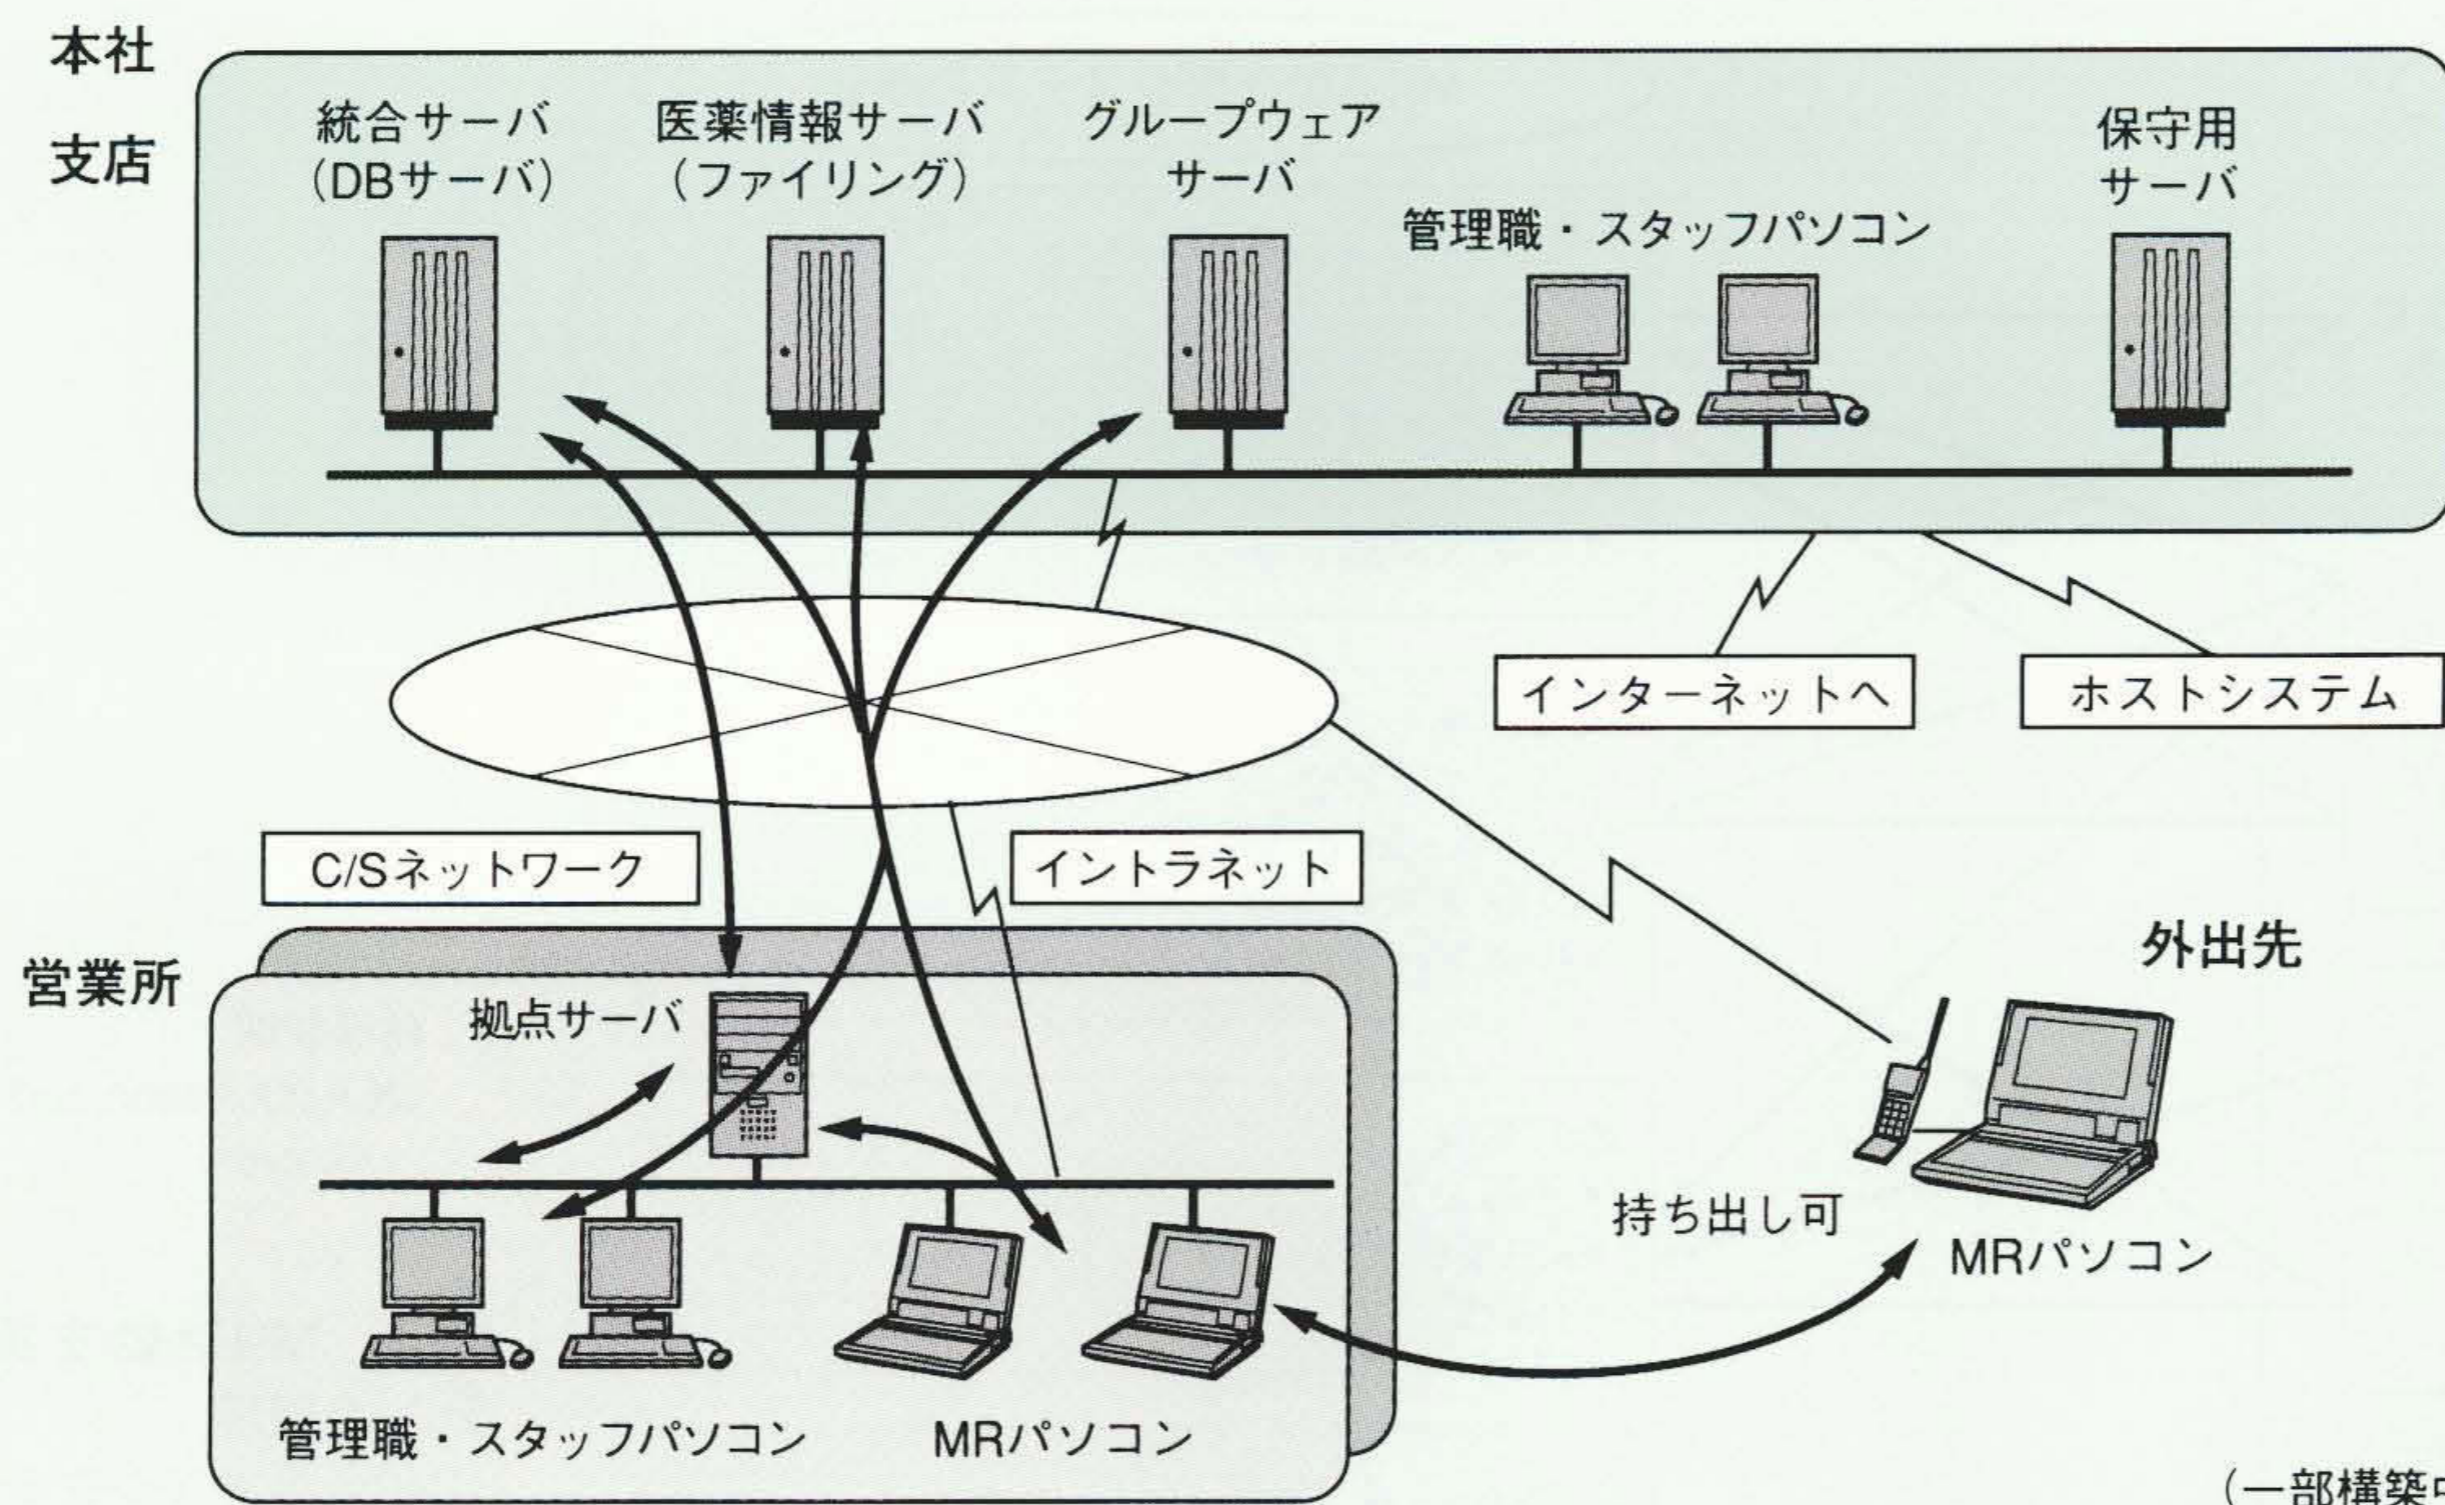 本社
支店
統合サーバ
(DBサーバ)
医薬情報サーバ
(ファイリング)
グループウェア
サーバ
管理職・スタッフパソコン
保守用
サーバ
インターネットへ
ホストシステム
C/Sネットワーク
イントラネット
営業所
拠点サーバ
外出先
持ち出し可
MRパソコン
管理職・スタッフパソコン
MRパソコン
(一部構築中